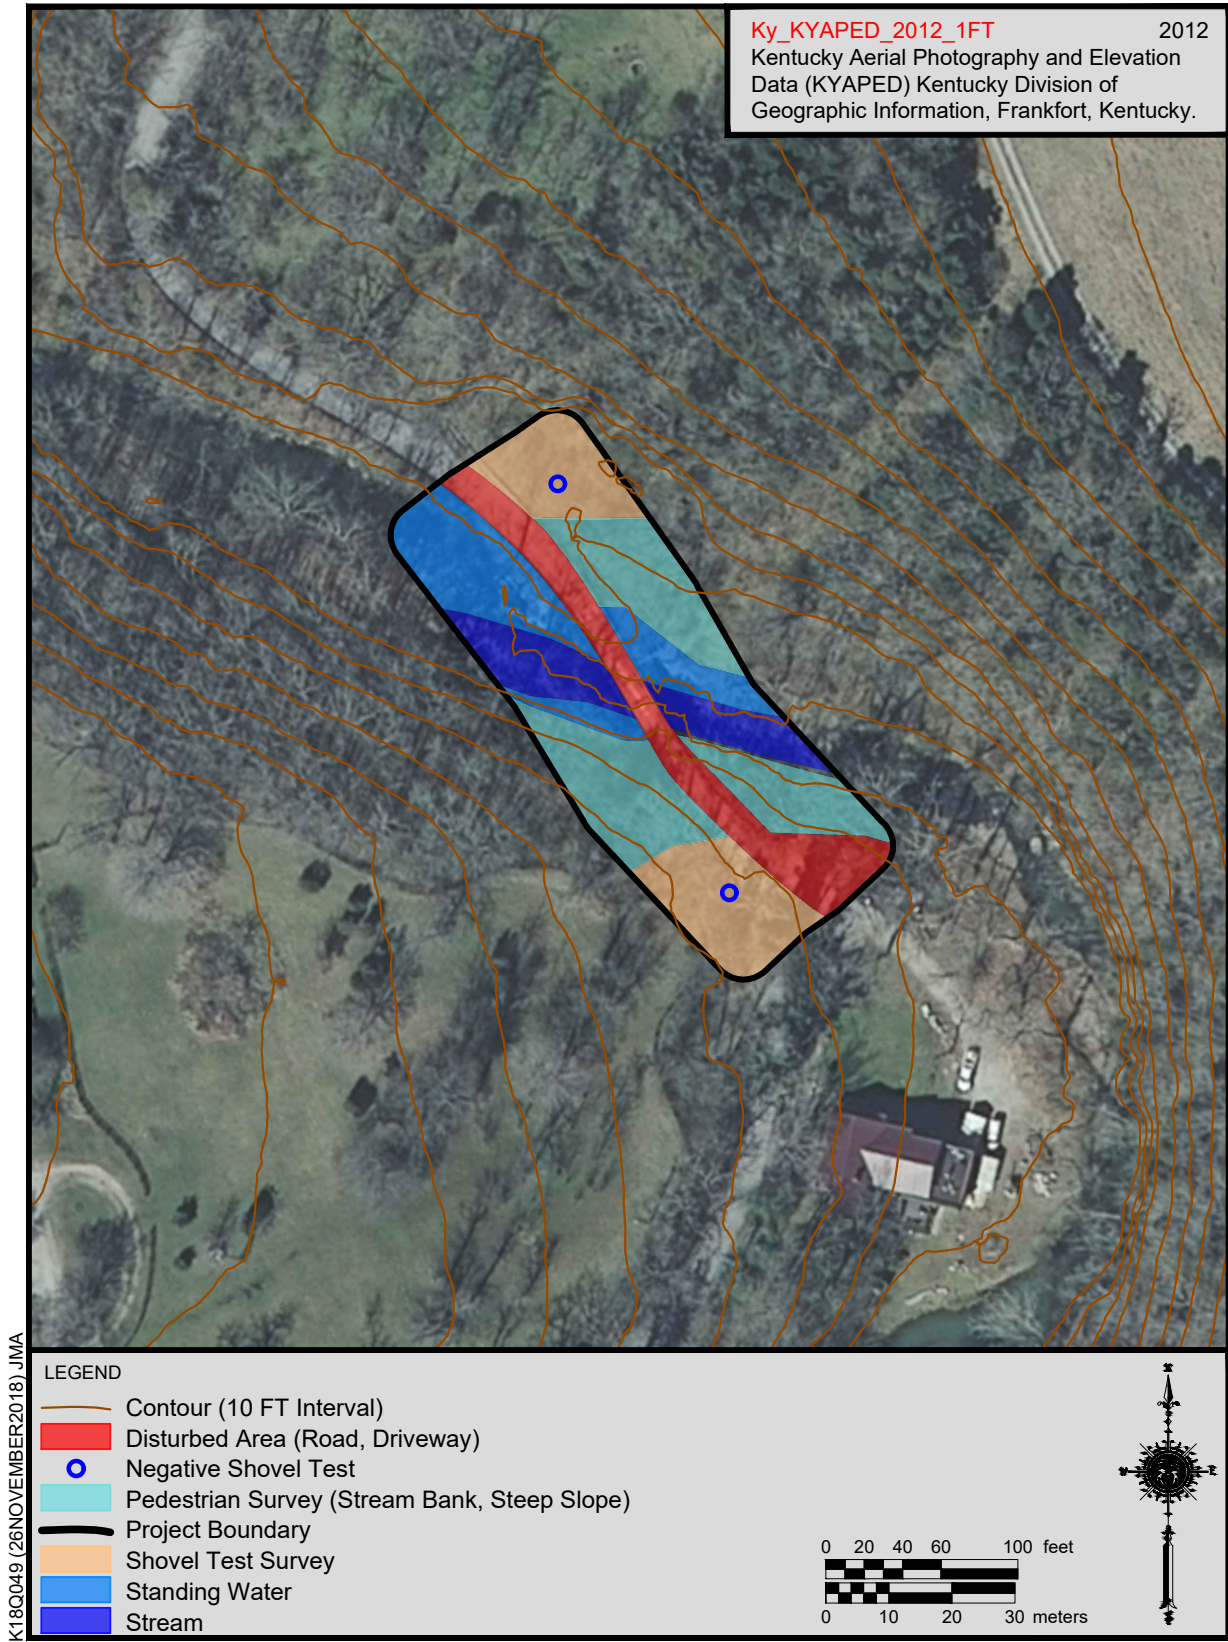 Ky_KYAPED_2012_1FT 2012
Kentucky Aerial Photography and Elevation
Data (KYAPED) Kentucky Division of
Geographic Information, Frankfort, Kentucky.
LEGEND
Contour (10 FT Interval)
Disturbed Area (Road, Driveway)
Negative Shovel Test
Pedestrian Survey (Stream Bank, Steep Slope)
Project Boundary
Shovel Test Survey
Standing Water
Stream
0 20 40 60 100 feet
0 10 20 30 meters
K18Q049 (26NOVEMBER2018) JMA